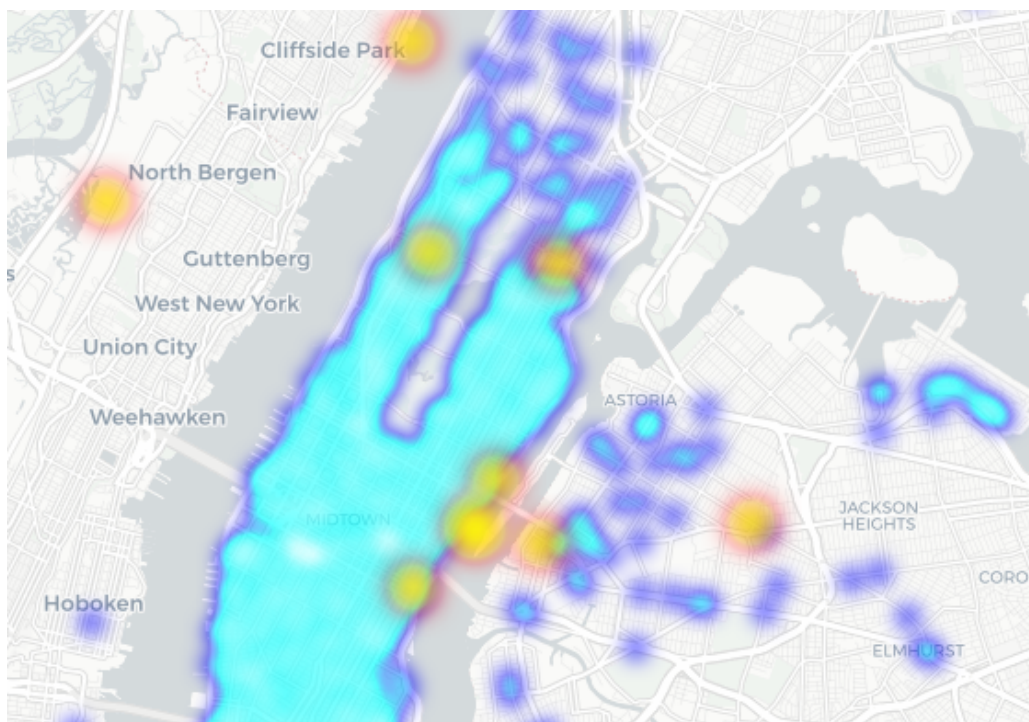 Cliffside Park
Fairview
North Bergen
Guttenberg
s
West New York
Union City
ASTORIA
Weehawken
MIDTOWN
JACKSON
HEIGHTS
CORO
Hoboken
ELMHURST